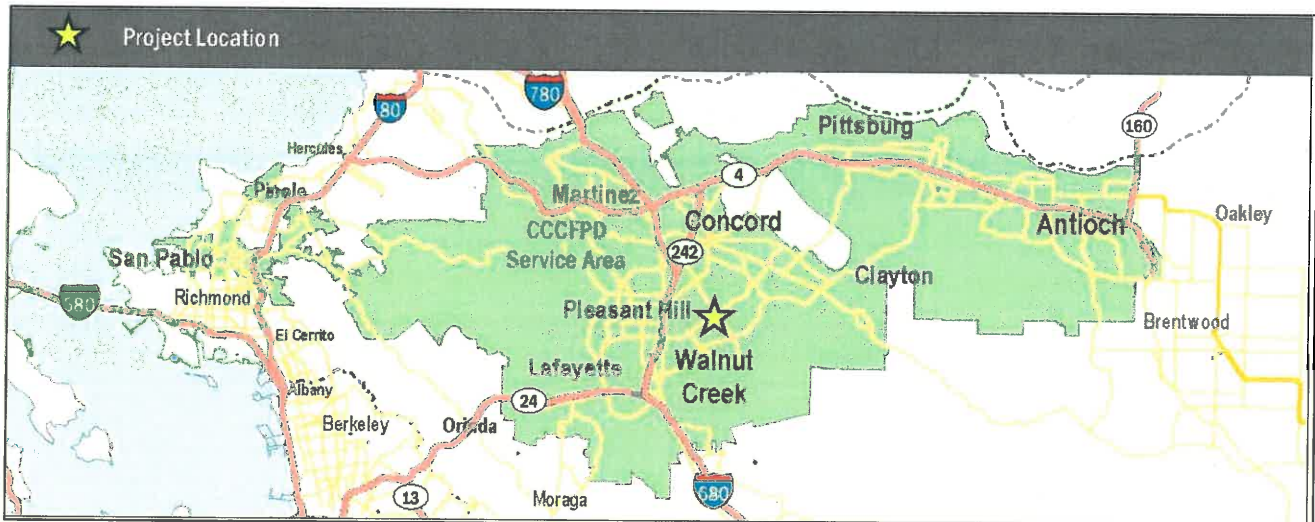 Project Location
80
780
160
Hercules
Pittsburg
Pinole
Martinez
4
Oakley
CCCFPD
Service Area
Concord
Antioch
San Pablo
242
Clayton
Richmond
Pleasant Hill
El Cerrito
Brentwood
Lafayette
Walnut
Creek
Albany
24
Berkeley
Orinda
13
Moraga
680